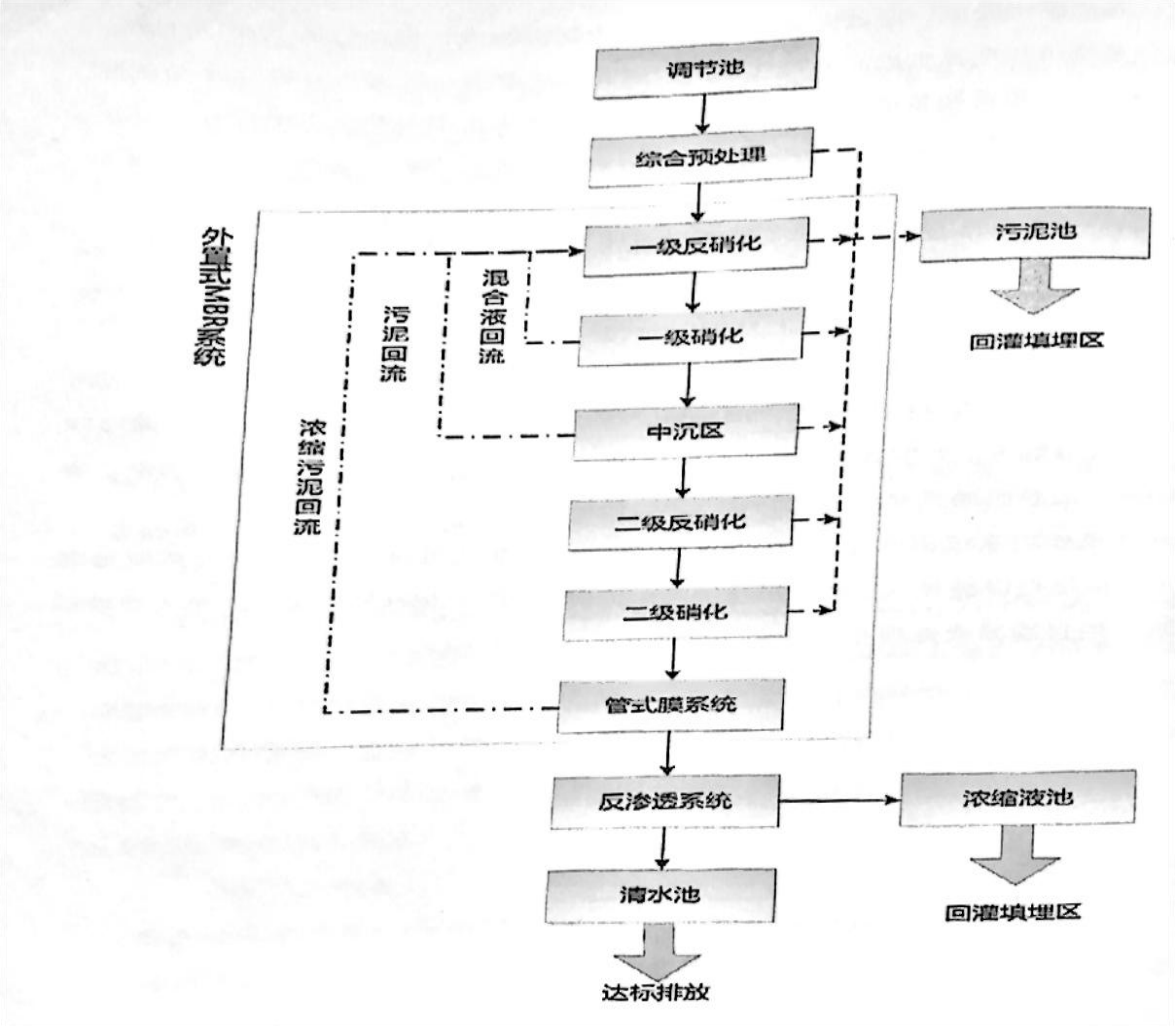 调节池
综合预处理
外置式MBR系统
一级反硝化
污泥池
混合液回流
污泥回流
一级硝化
回灌填埋区
浓缩污泥回流
中沉区
二级反硝化
二级硝化
管式膜系统
反渗透系统
浓缩液池
清水池
回灌填埋区
达标排放